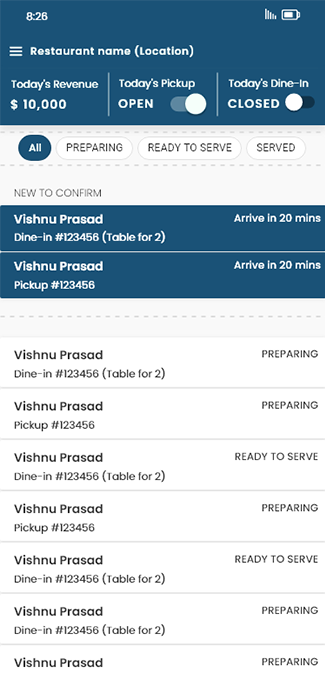 8:26
Restaurant name (Location)
Today's Revenue
$ 10,000
Today's Pickup
OPEN
Today's Dine-In
CLOSED
All
PREPARING
READY TO SERVE
SERVED
NEW TO CONFIRM
Vishnu Prasad
Arrive in 20 mins
Dine-in #123456 (Table for 2)
Vishnu Prasad
Arrive in 20 mins
Pickup #123456
Vishnu Prasad
PREPARING
Dine-in #123456 (Table for 2)
Vishnu Prasad
PREPARING
Pickup #123456
Vishnu Prasad
READY TO SERVE
Dine-in #123456 (Table for 2)
Vishnu Prasad
PREPARING
Pickup #123456
Vishnu Prasad
READY TO SERVE
Dine-in #123456 (Table for 2)
Vishnu Prasad
PREPARING
Dine-in #123456 (Table for 2)
Vishnu Prasad
PREPARING